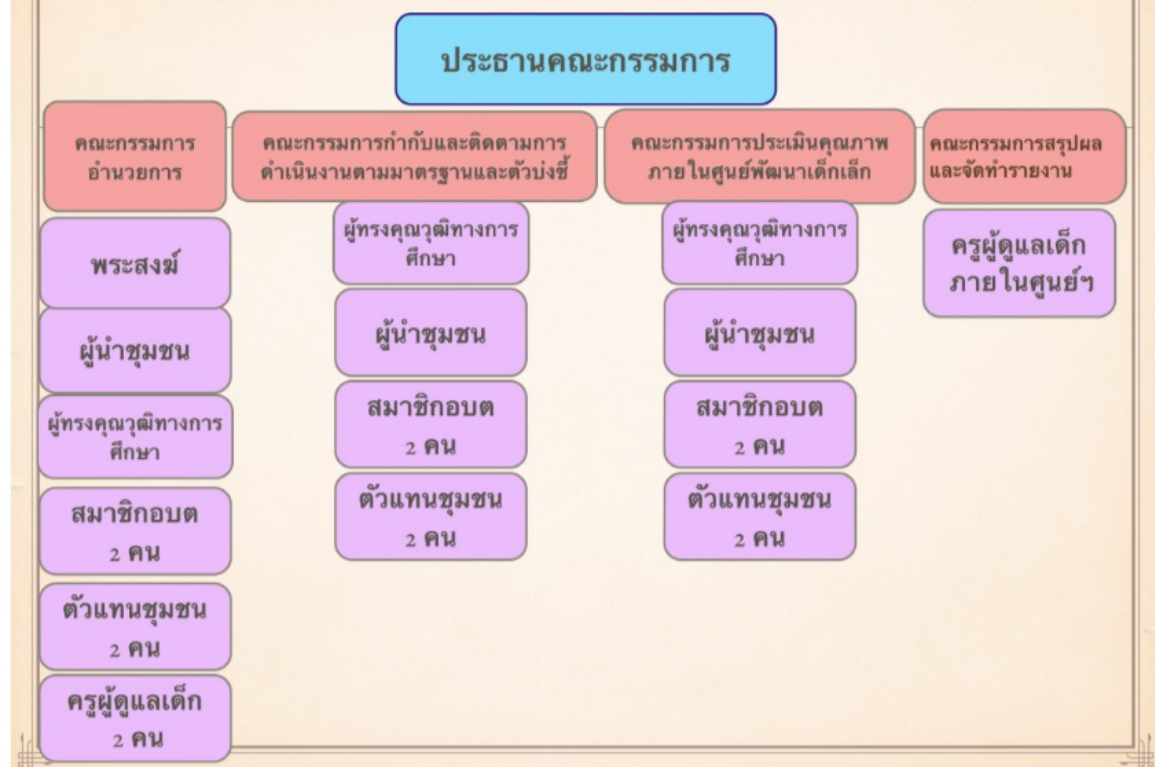 ประธานคณะกรรมการ
คณะกรรมการ
อำนวยการ
พระสงฆ์
ผู้นำชุมชน
ผู้ทรงคุณวุฒิทางการ
ศึกษา
สมาชิกอบต
2 คน
ตัวแทนชุมชน
2 คน
ครูผู้ดูแลเด็ก
2 คน
คณะกรรมการกำกับและติดตามการ
ดำเนินงานตามมาตรฐานและตัวบ่งชี้
ผู้ทรงคุณวุฒิทางการ
ศึกษา
ผู้นำชุมชน
สมาชิกอบต
2 คน
ตัวแทนชุมชน
2 คน
คณะกรรมการประเมินคุณภาพ
ภายในศูนย์พัฒนาเด็กเล็ก
ผู้ทรงคุณวุฒิทางการ
ศึกษา
ผู้นำชุมชน
สมาชิกอบต
2 คน
ตัวแทนชุมชน
2 คน
คณะกรรมการสรุปผล
และจัดทำรายงาน
ครูผู้ดูแลเด็ก
ภายในศูนย์ฯ